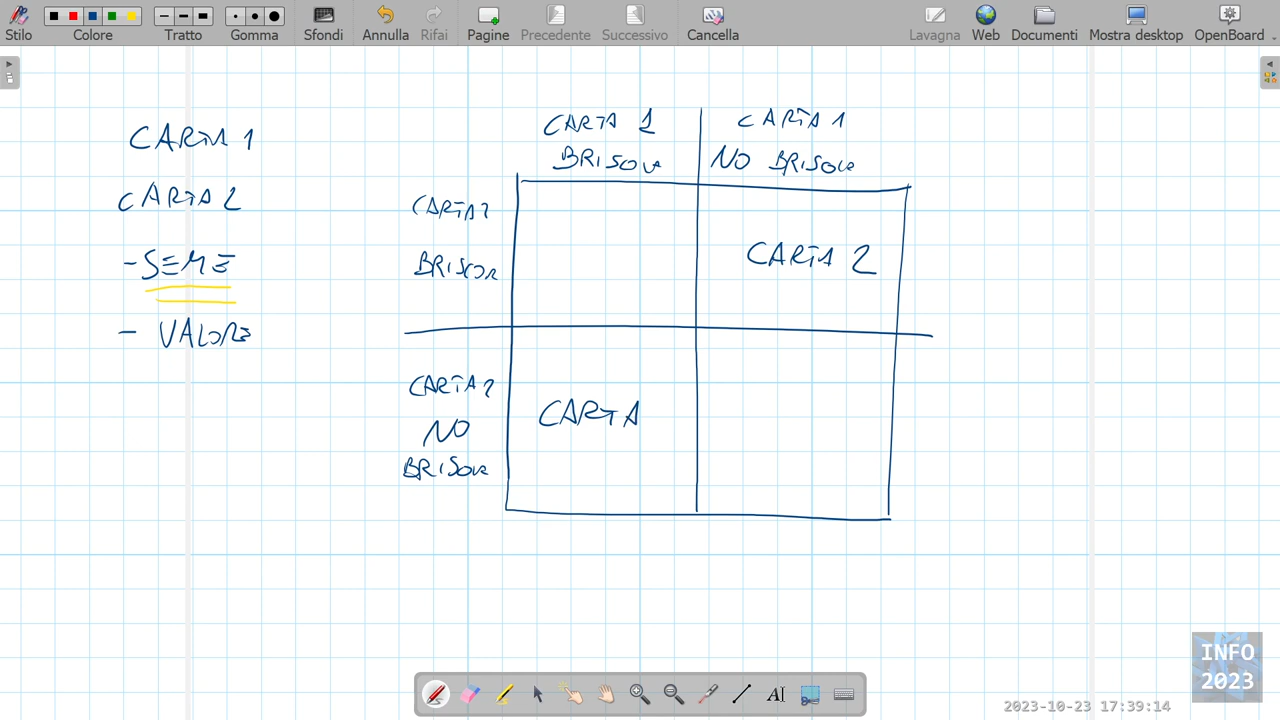 Stilo
Colore
Tratto
Gomma
Sfondi
Annulla
Rifai
Pagine
Precedente
Successivo
Cancella
Lavagna
Web
Documenti
Mostra desktop
OpenBoard
CARTA 1
CARTA 2
- SEME
- VALORE
CARTA 1
BRISCOLA
CARTA 1
NO BRISCOLA
CARTA 2
BRISCOLA
CARTA 2
CARTA 2
NO
BRISCOLA
CARTA
INFO
2023
2023-10-23 17:39:14